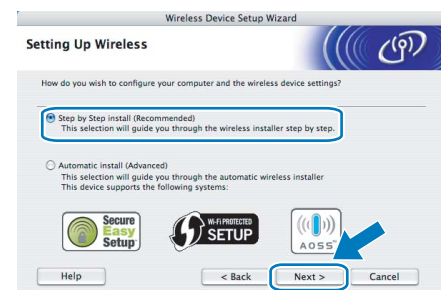 Wireless Device Setup Wizard
Setting Up Wireless
How do you wish to configure your computer and the wireless device settings?
Step by Step install (Recommended)
This selection will guide you through the wireless installer step by step.
Automatic install (Advanced)
This selection will guide you through the automatic wireless installer
This device supports the following systems:
Secure
Easy
Setup
WI-FI PROTECTED
SETUP
AOSS™
Help
< Back
Next >
Cancel